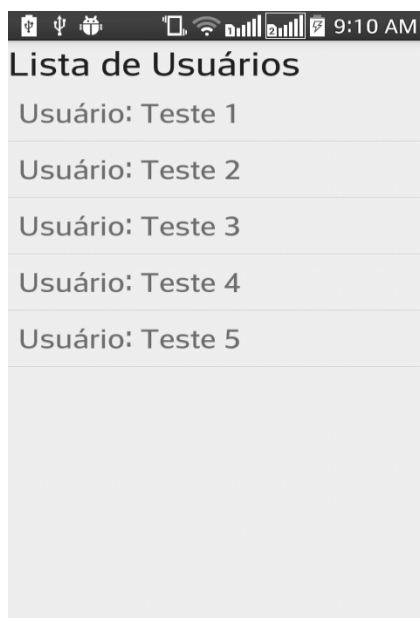 9:10 AM
Lista de Usuários
Usuário: Teste 1
Usuário: Teste 2
Usuário: Teste 3
Usuário: Teste 4
Usuário: Teste 5